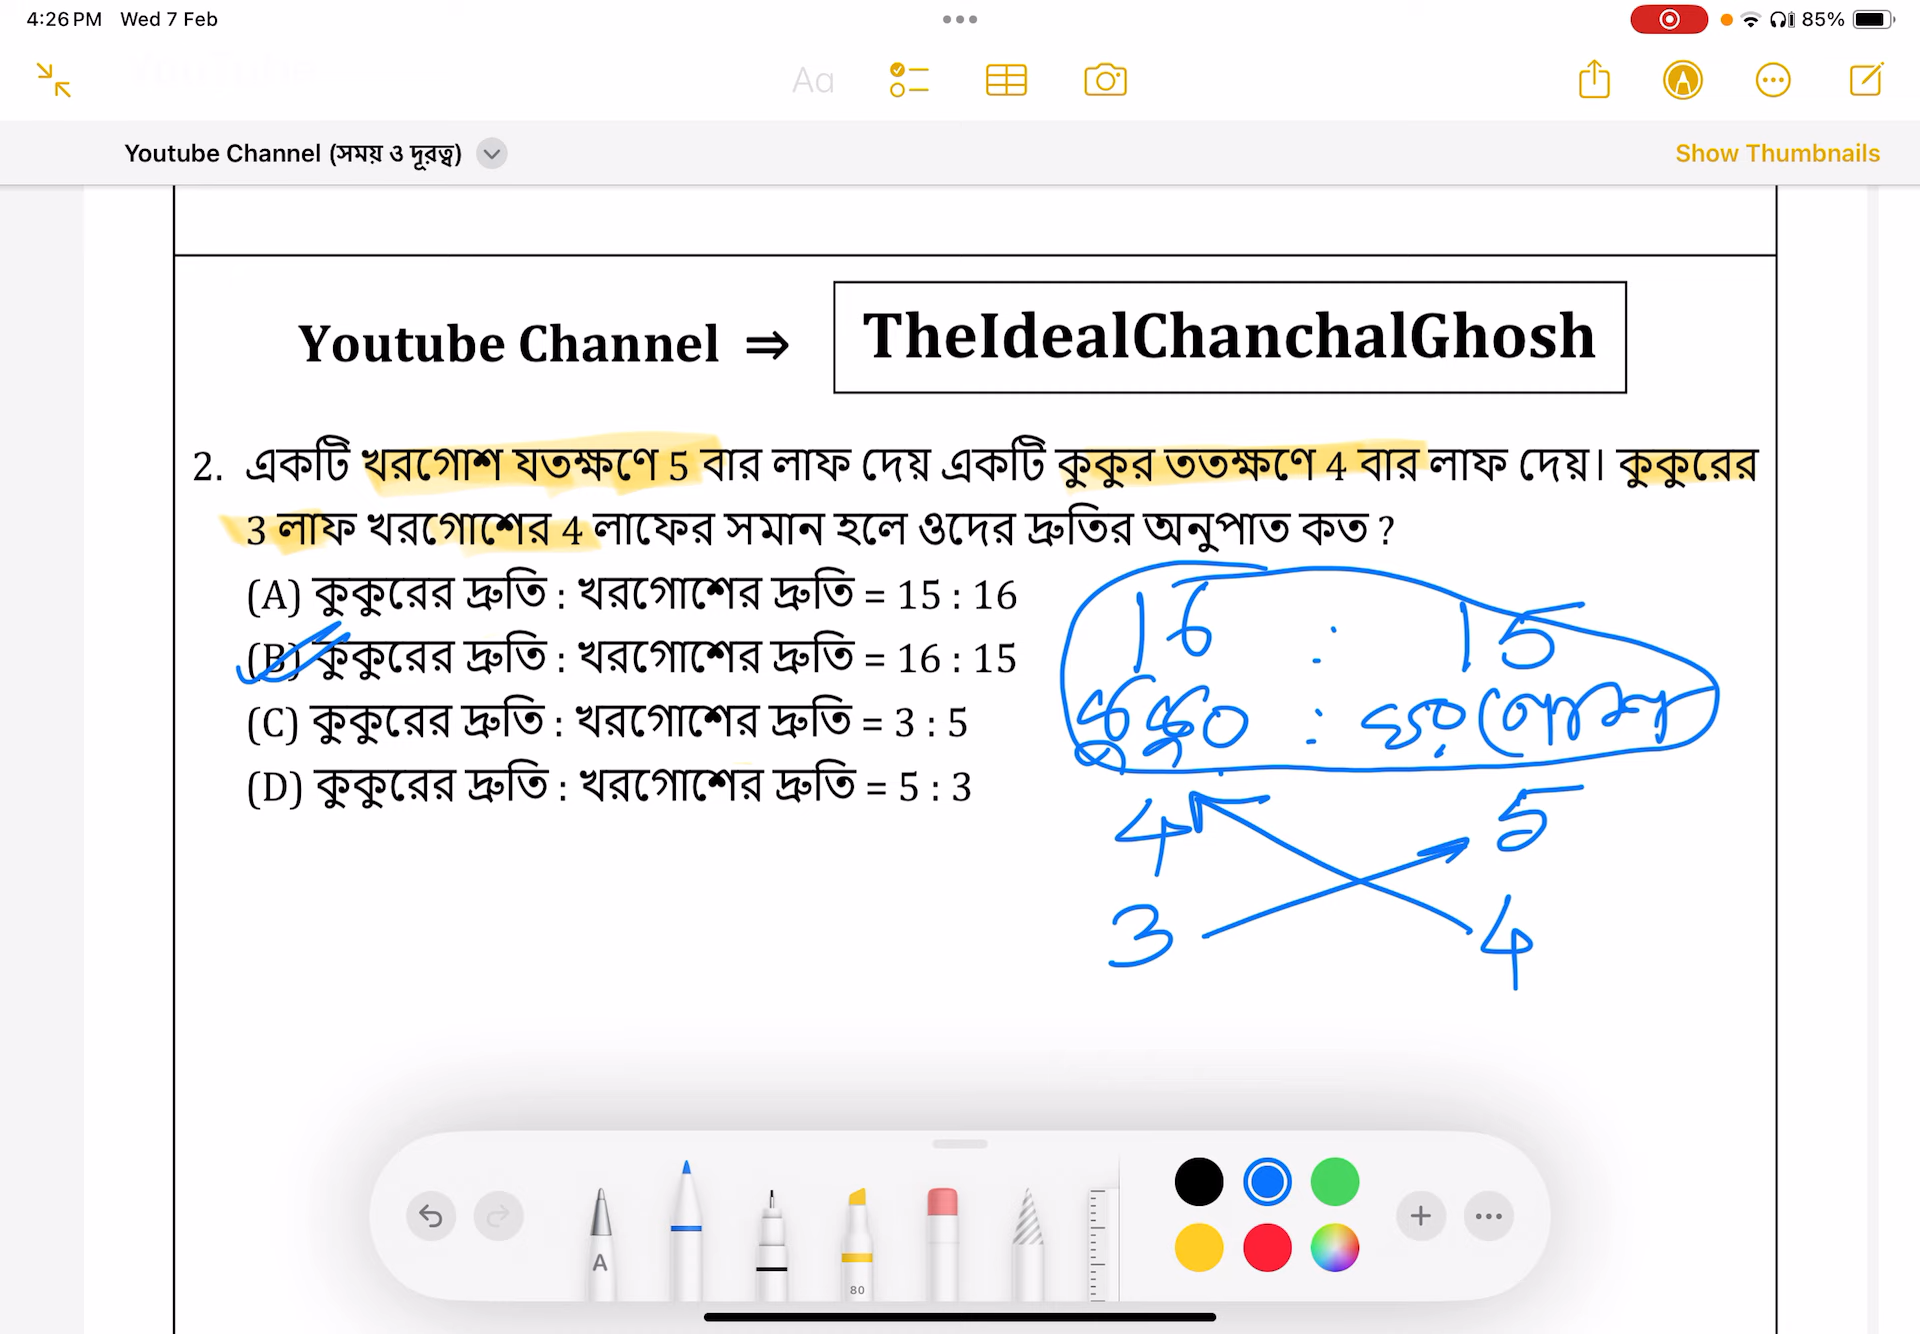 4:26 PM Wed 7 Feb
85%
Aa
Youtube Channel (সময় ও দূরত্ব)
Show Thumbnails
Youtube Channel ⇒ TheIdealChanchalGhosh
2. একটি খরগোশ যতক্ষণে 5 বার লাফ দেয় একটি কুকুর ততক্ষণে 4 বার লাফ দেয়। কুকুরের
3 লাফ খরগোশের 4 লাফের সমান হলে ওদের দ্রুতির অনুপাত কত ?
(A) কুকুরের দ্রুতি : খরগোশের দ্রুতি = 15 : 16
(B) কুকুরের দ্রুতি : খরগোশের দ্রুতি = 16 : 15
(C) কুকুরের দ্রুতি : খরগোশের দ্রুতি = 3 : 5
(D) কুকুরের দ্রুতি : খরগোশের দ্রুতি = 5 : 3
16 : 15
:
4 5
3 4
A
80